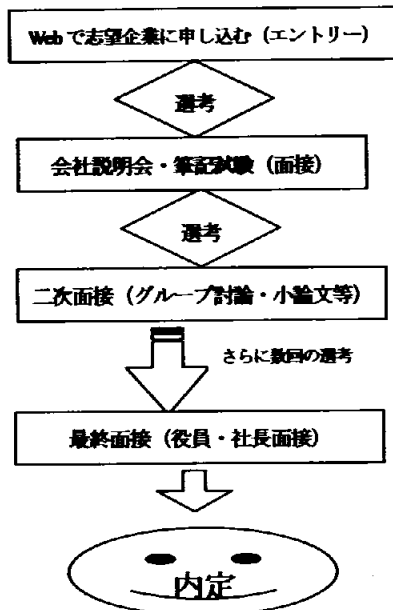 Webで志望企業に申し込む（エントリー）
選考
会社説明会・筆記試験（面接）
選考
二次面接（グループ討論・小論文等）
さらに数回の選考
最終面接（役員・社長面接）
内定